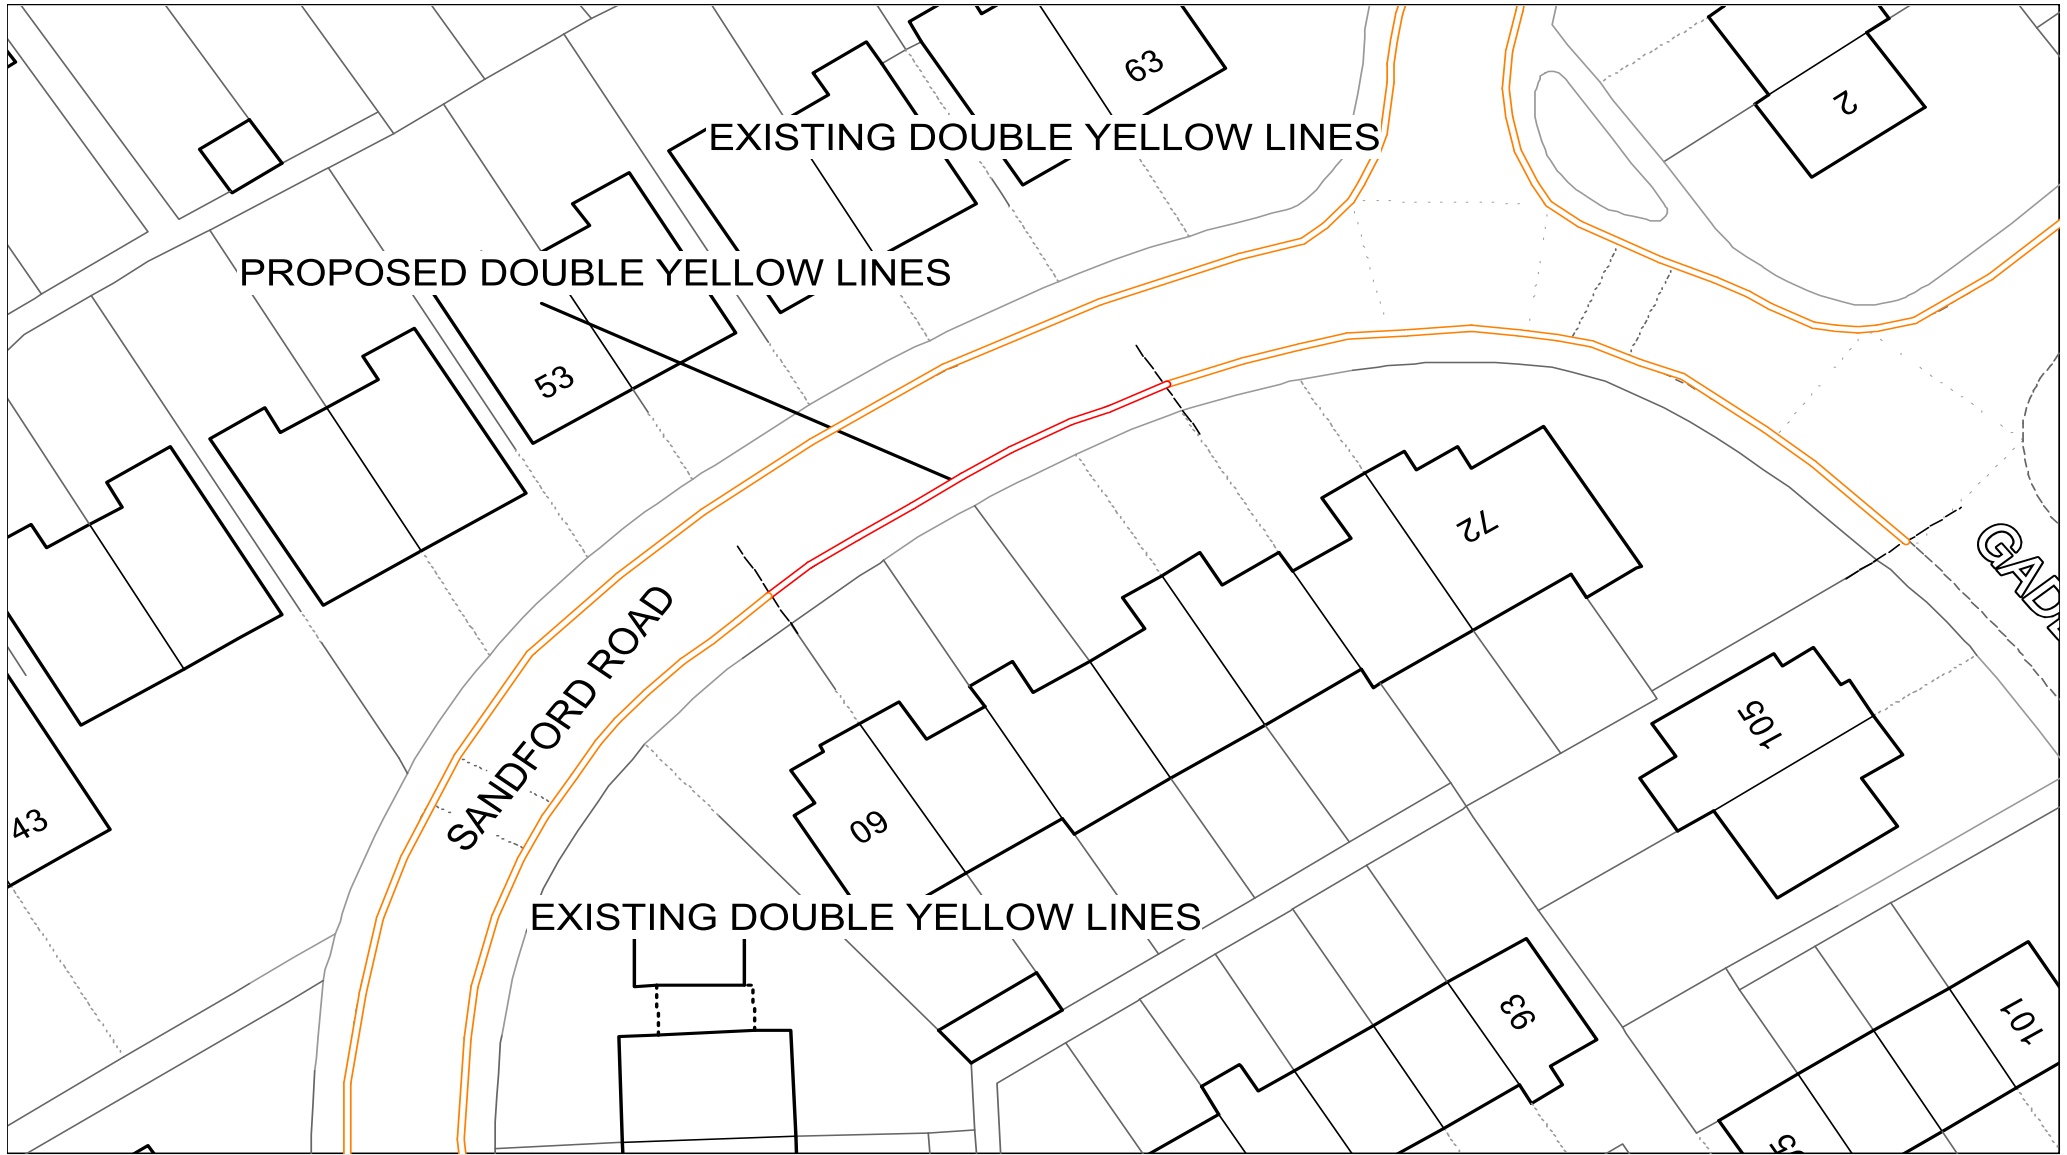 63
2
EXISTING DOUBLE YELLOW LINES
PROPOSED DOUBLE YELLOW LINES
53
72
GADE
SANDFORD ROAD
105
43
60
EXISTING DOUBLE YELLOW LINES
93
101